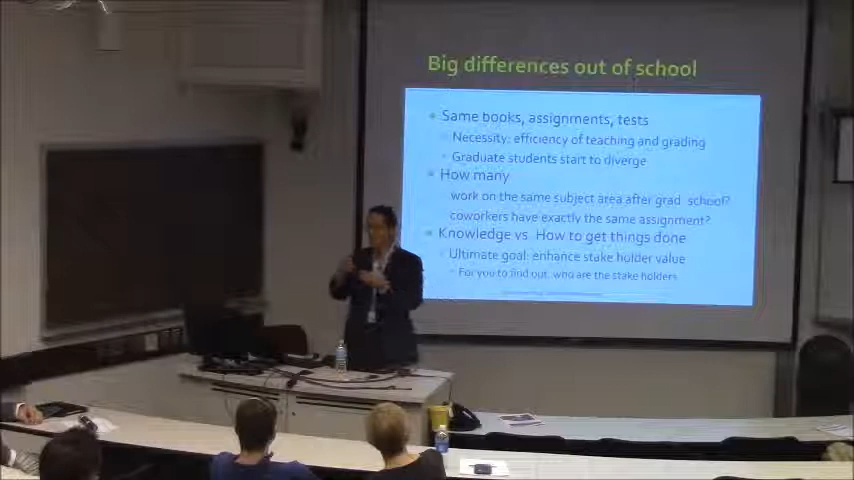 Big differences out of school
Same books, assignments, tests
Necessity: efficiency of teaching and grading
Graduate students start to diverge
How many
work on the same subject area after grad school?
coworkers have exactly the same assignment?
Knowledge vs How to get things done
Ultimate goal: enhance stake holder value
For you to find out, who are the stake holders